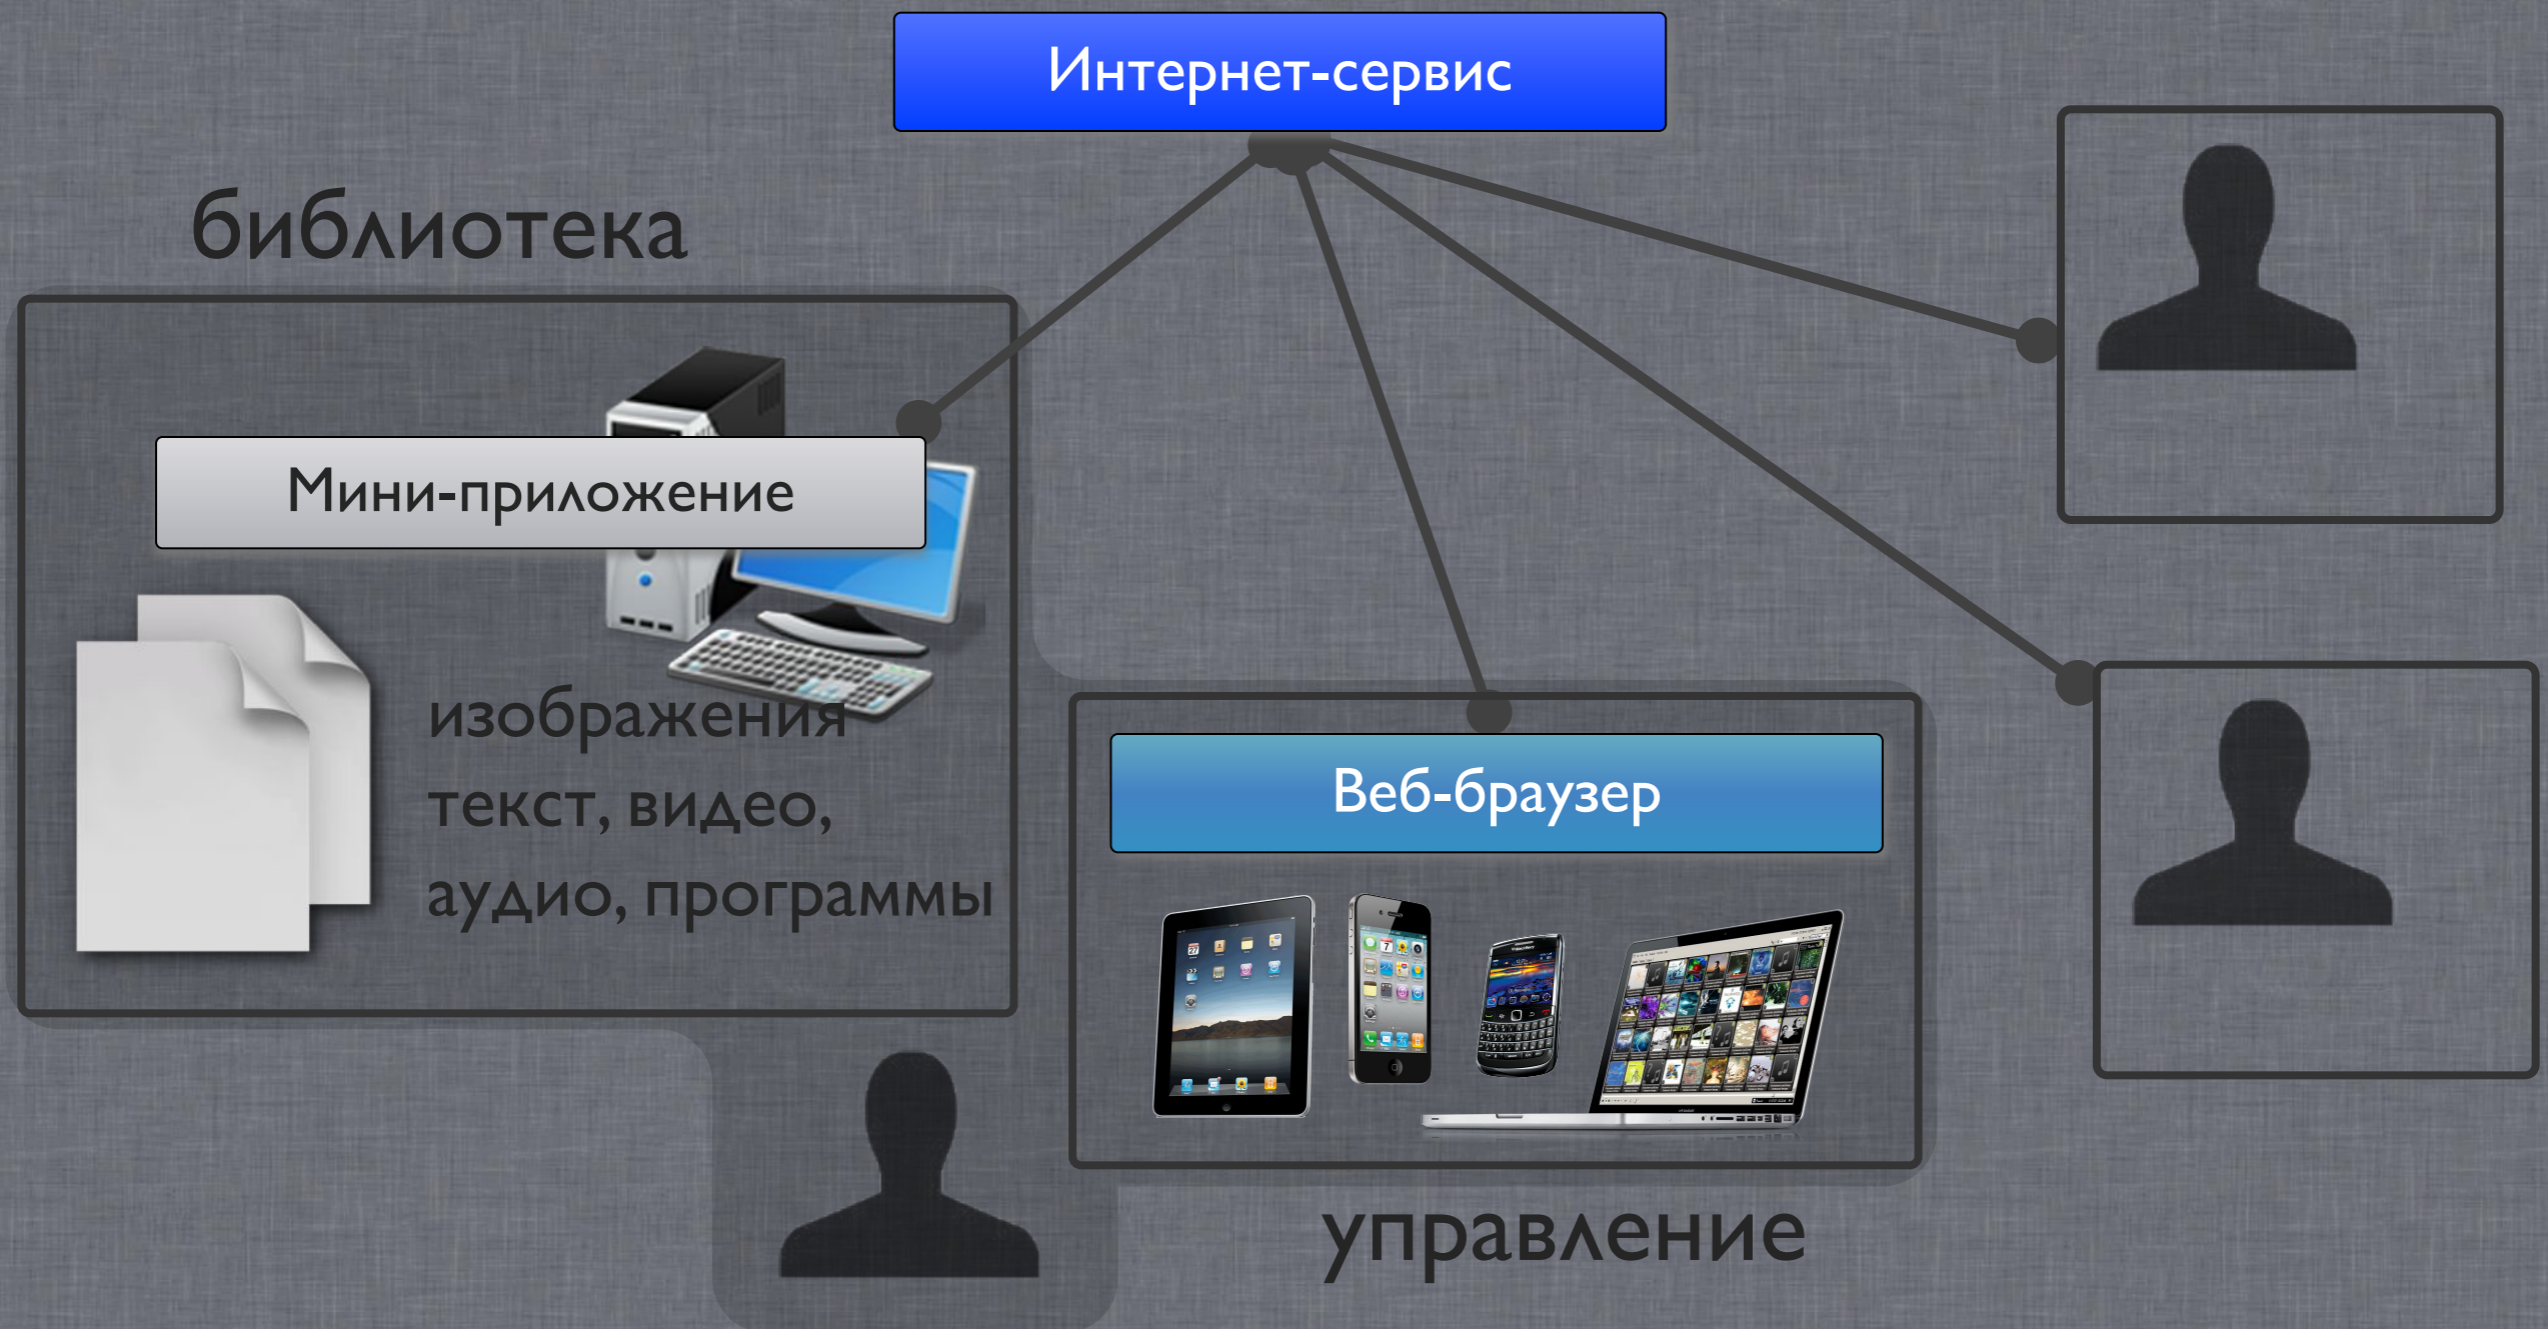 Интернет-сервис
библиотека
Мини-приложение
изображения
текст, видео,
аудио, программы
Веб-браузер
управление